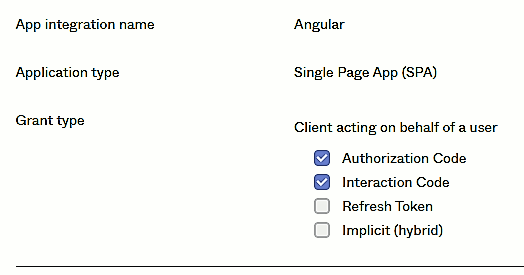 App integration name Angular
Application type Single Page App (SPA)
Grant type
Client acting on behalf of a user
Authorization Code
Interaction Code
Refresh Token
Implicit (hybrid)